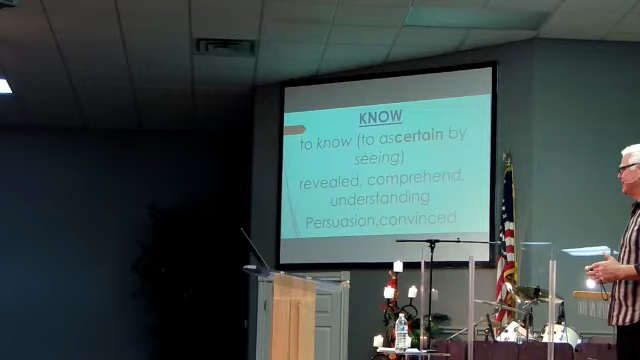 KNOW
to know (to ascertain by
seeing)
revealed, comprehend,
understanding
Persuasion,convinced